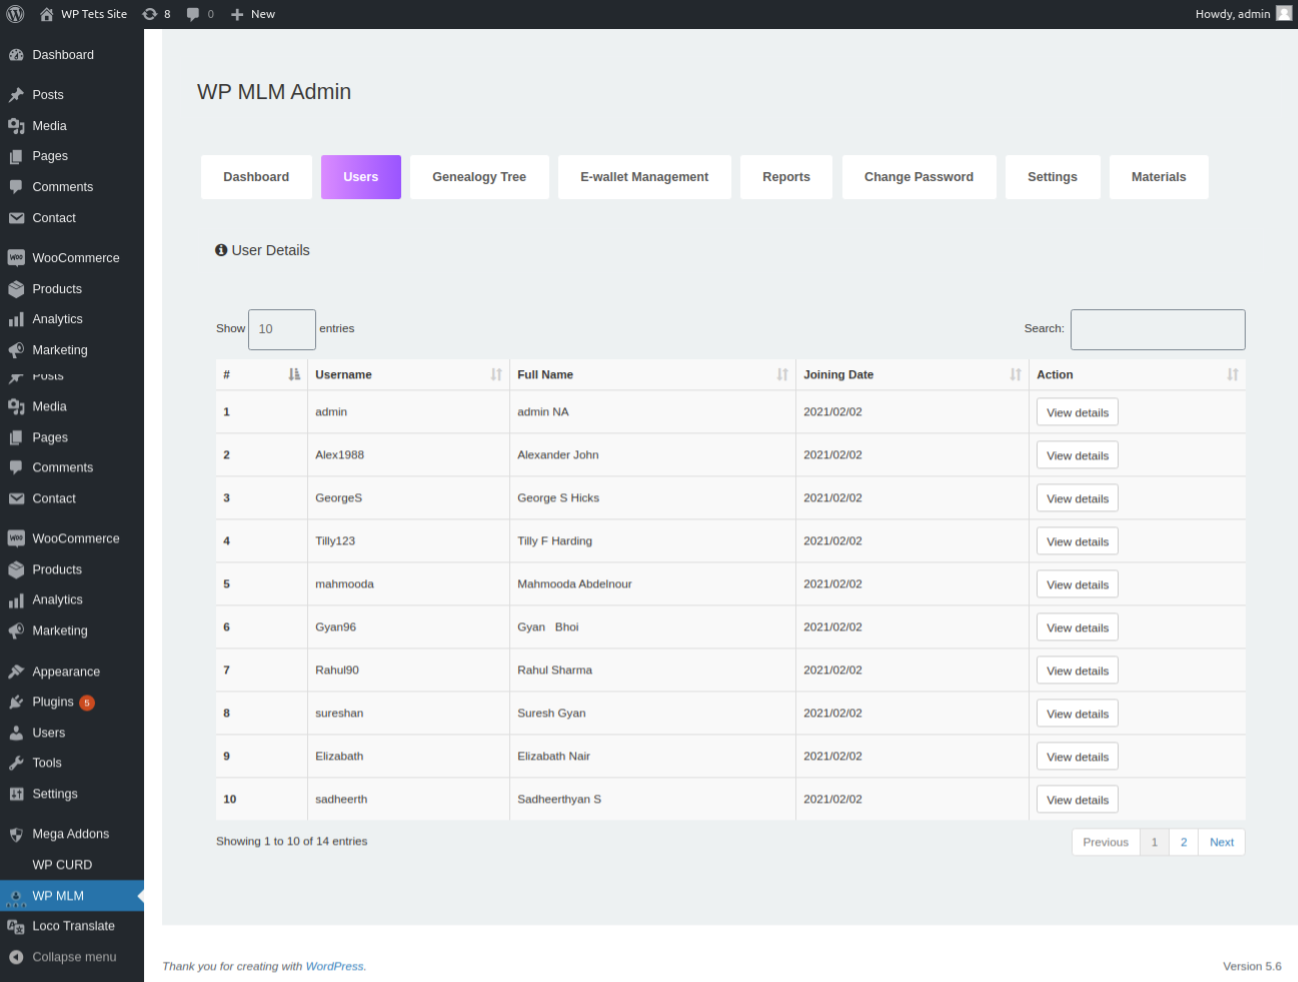 WP Tets Site 8 0 New Howdy, admin
Dashboard
Posts
Media
Pages
Comments
Contact
WooCommerce
Products
Analytics
Marketing
Posts
Media
Pages
Comments
Contact
WooCommerce
Products
Analytics
Marketing
Appearance
Plugins 5
Users
Tools
Settings
Mega Addons
WP CURD
WP MLM
Loco Translate
Collapse menu
WP MLM Admin
Dashboard Users Genealogy Tree E-wallet Management Reports Change Password Settings Materials
User Details
Show 10 entries Search:
# Username Full Name Joining Date Action
1 admin admin NA 2021/02/02 View details
2 Alex1988 Alexander John 2021/02/02 View details
3 GeorgeS George S Hicks 2021/02/02 View details
4 Tilly123 Tilly F Harding 2021/02/02 View details
5 mahmooda Mahmooda Abdelnour 2021/02/02 View details
6 Gyan96 Gyan Bhoi 2021/02/02 View details
7 Rahul90 Rahul Sharma 2021/02/02 View details
8 sureshan Suresh Gyan 2021/02/02 View details
9 Elizabath Elizabath Nair 2021/02/02 View details
10 sadheerth Sadheerthyan S 2021/02/02 View details
Showing 1 to 10 of 14 entries Previous 1 2 Next
Thank you for creating with WordPress. Version 5.6